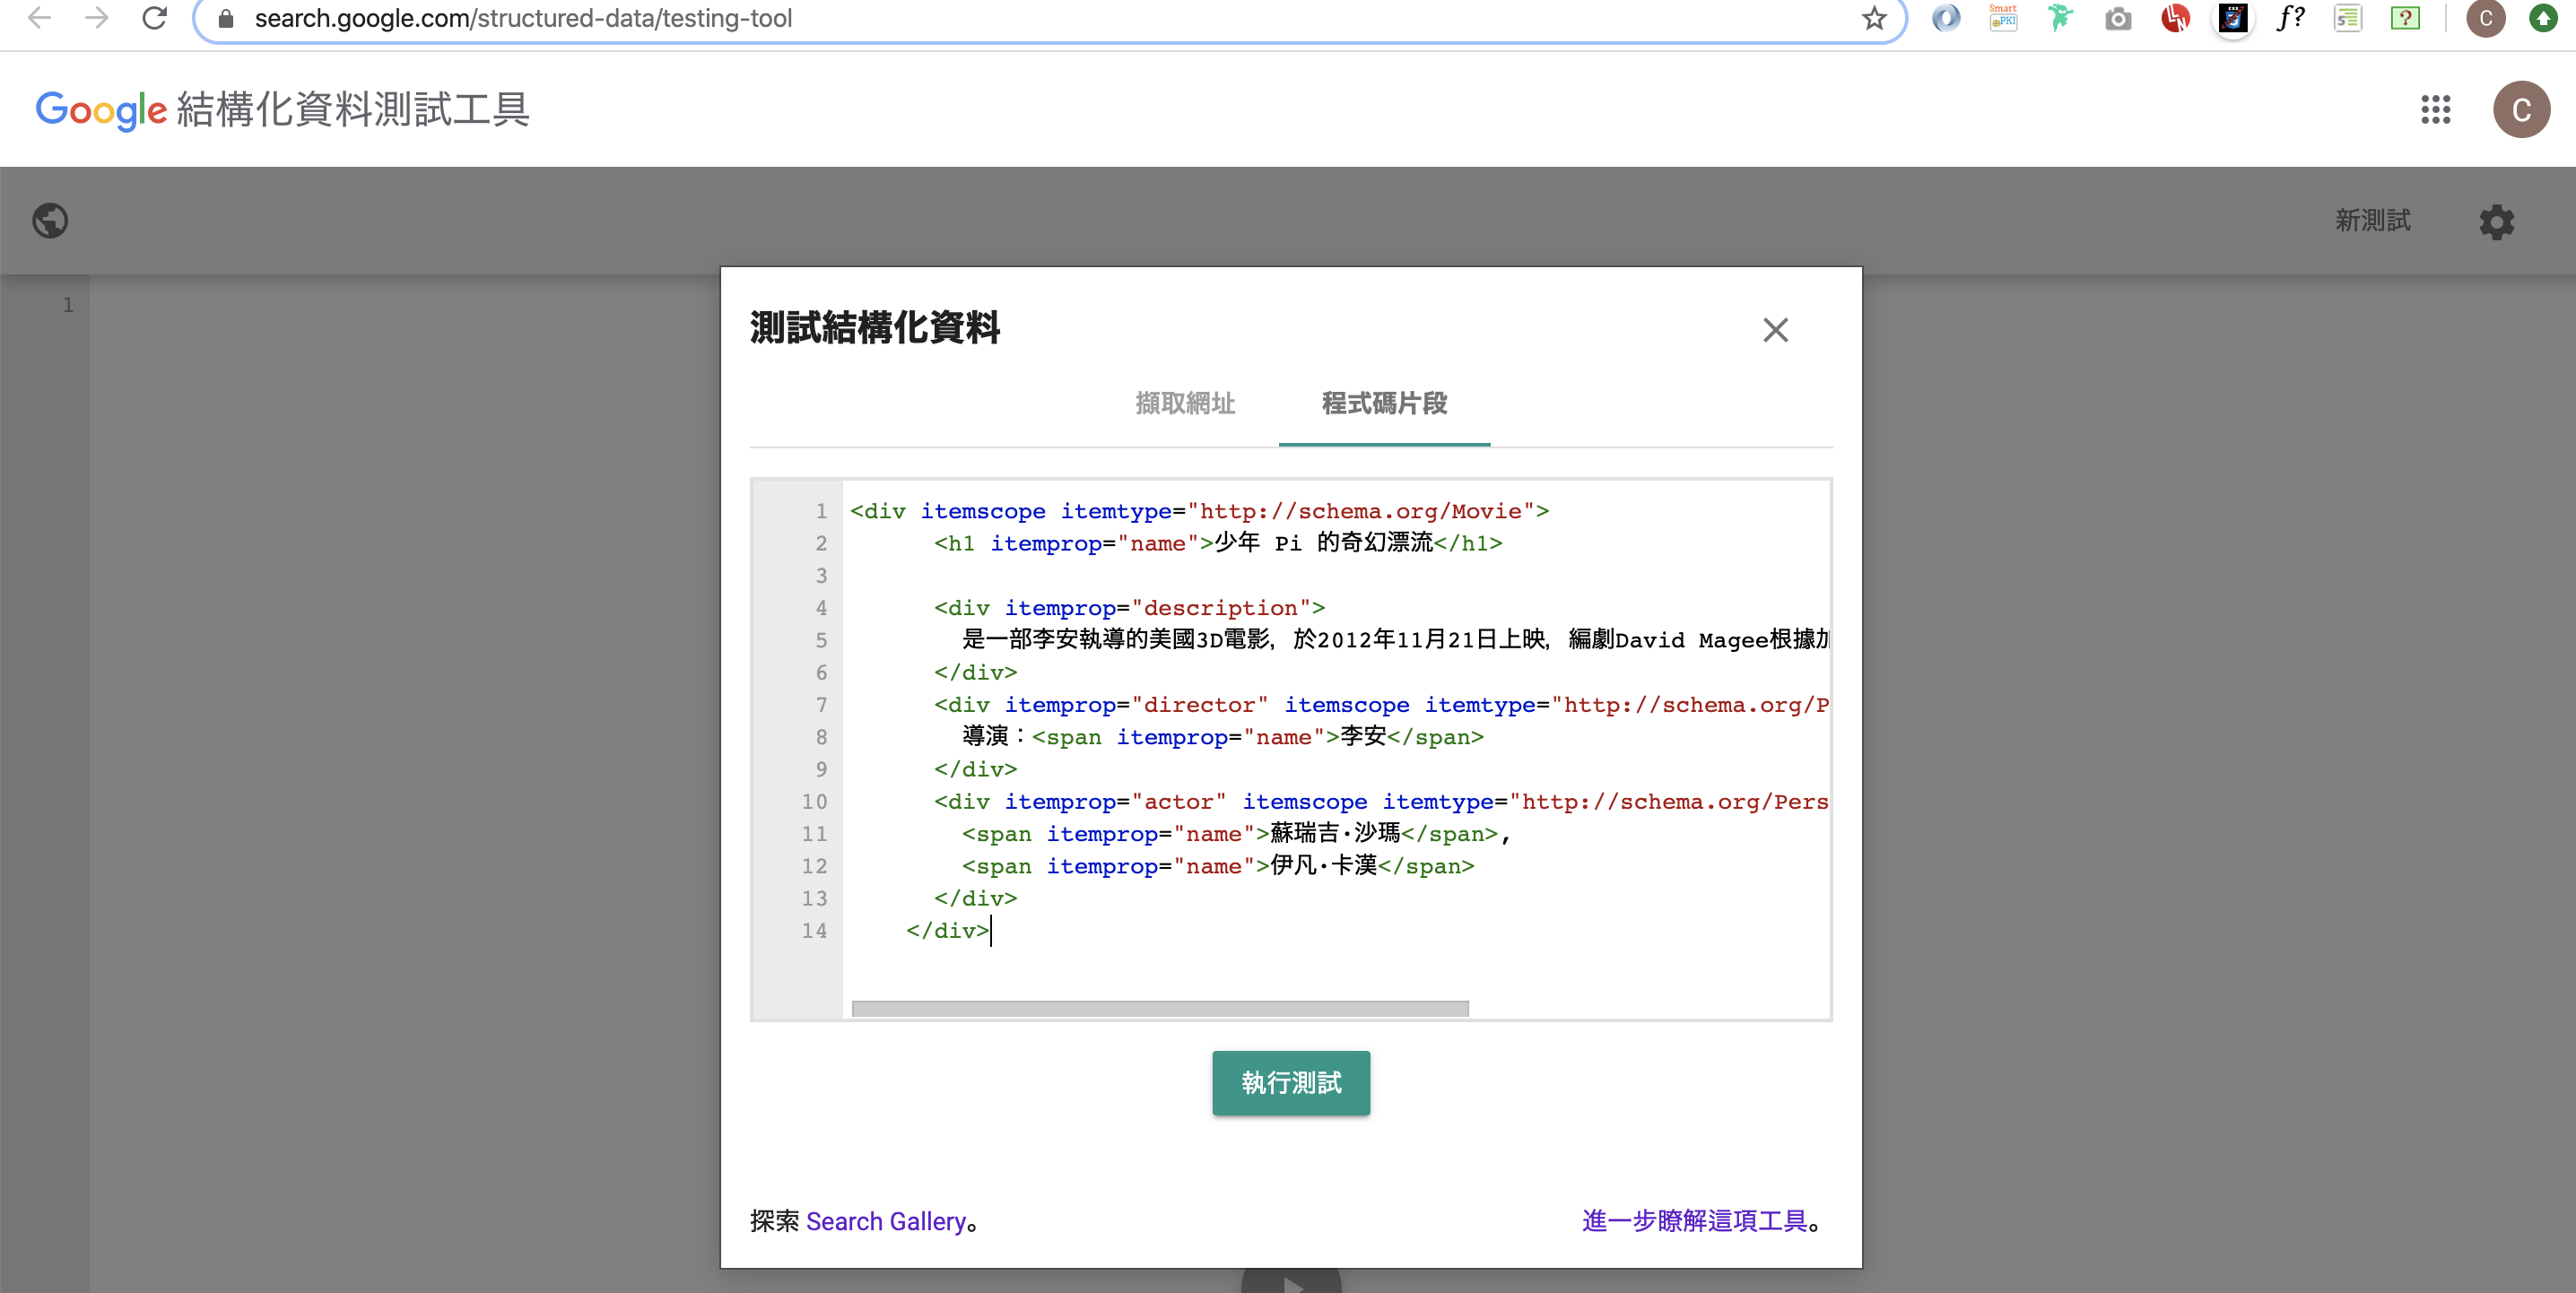 search.google.com/structured-data/testing-tool
Smart
PKI
LN
f?
5
?
C
Google 結構化資料測試工具
C
新測試
1
測試結構化資料
擷取網址 程式碼片段
1 <div itemscope itemtype="http://schema.org/Movie">
2 <h1 itemprop="name">少年 Pi 的奇幻漂流</h1>
3
4 <div itemprop="description">
5 是一部李安執導的美國3D電影，於2012年11月21日上映，編劇David Magee根據
6 </div>
7 <div itemprop="director" itemscope itemtype="http://schema.org/P
8 導演：<span itemprop="name">李安</span>
9 </div>
10 <div itemprop="actor" itemscope itemtype="http://schema.org/Pers
11 <span itemprop="name">蘇瑞吉·沙瑪</span>,
12 <span itemprop="name">伊凡·卡漢</span>
13 </div>
14 </div>
執行測試
探索 Search Gallery。 進一步瞭解這項工具。